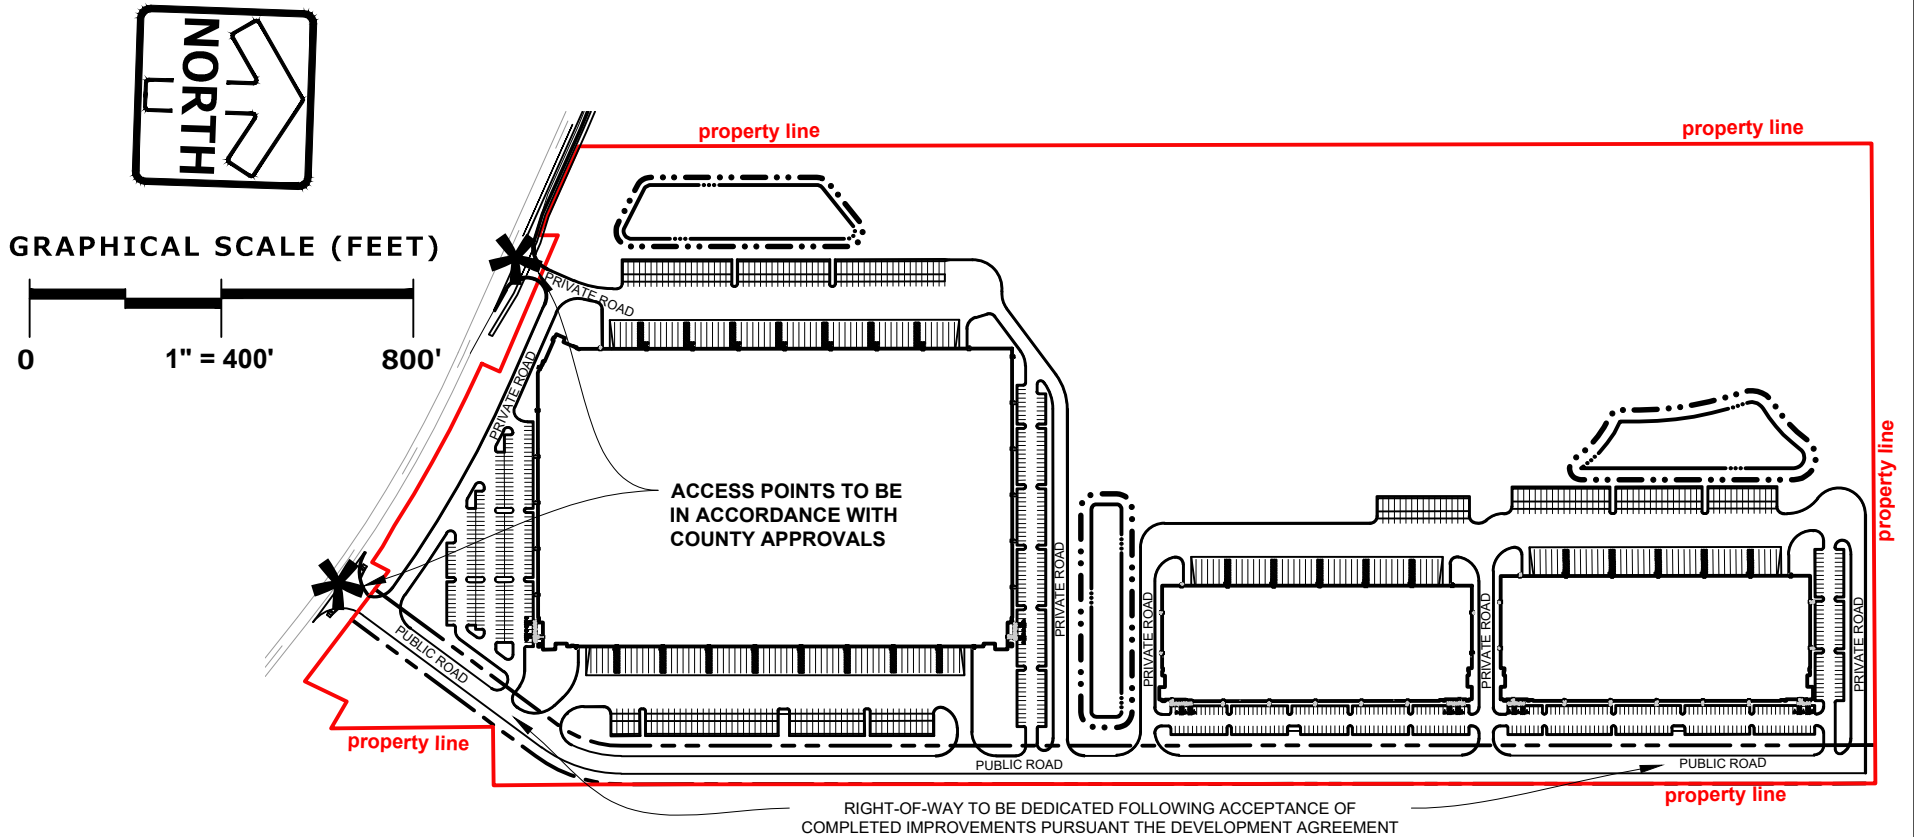 NORTH
GRAPHICAL SCALE (FEET)
0 1" = 400' 800'
property line
property line
PRIVATE ROAD
PRIVATE ROAD
property line
ACCESS POINTS TO BE
IN ACCORDANCE WITH
COUNTY APPROVALS
PRIVATE ROAD
PRIVATE ROAD
PRIVATE ROAD
PRIVATE ROAD
PUBLIC ROAD
property line
PUBLIC ROAD
PUBLIC ROAD
property line
RIGHT-OF-WAY TO BE DEDICATED FOLLOWING ACCEPTANCE OF
COMPLETED IMPROVEMENTS PURSUANT THE DEVELOPMENT AGREEMENT